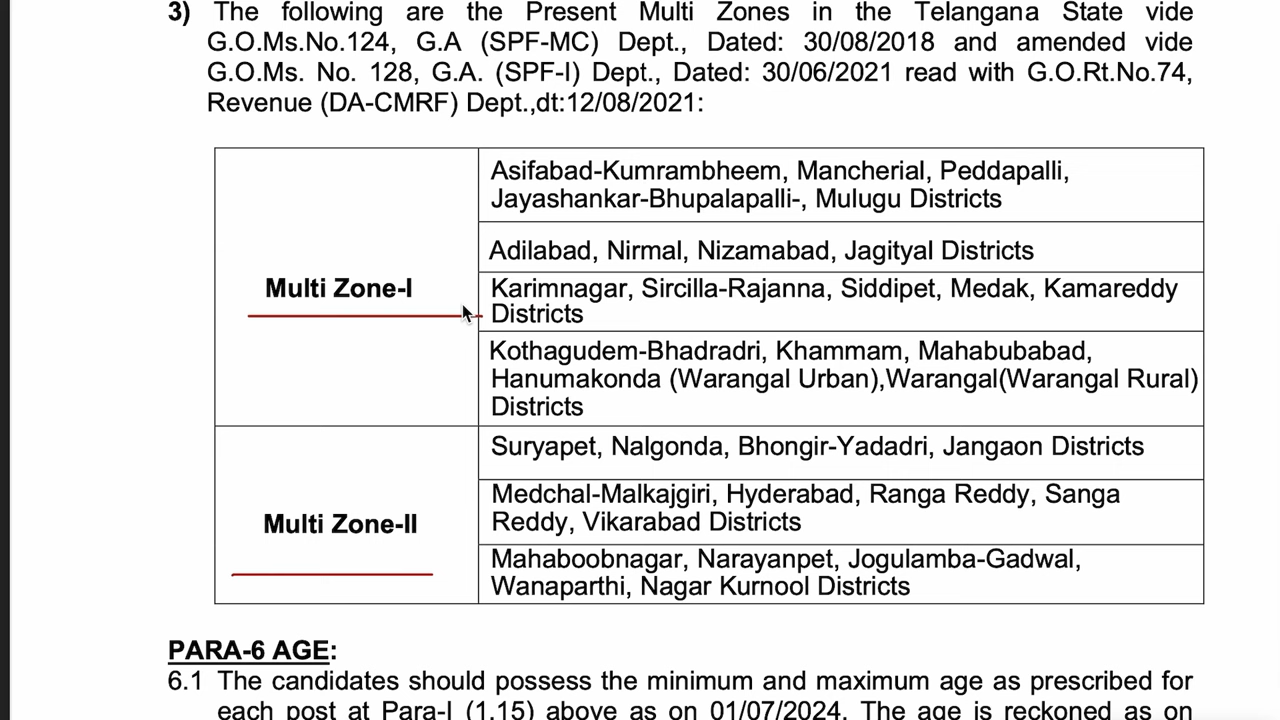 3) The following are the Present Multi Zones in the Telangana State vide
G.O.Ms.No.124, G.A (SPF-MC) Dept., Dated: 30/08/2018 and amended vide
G.O.Ms. No. 128, G.A. (SPF-I) Dept., Dated: 30/06/2021 read with G.O.Rt.No.74,
Revenue (DA-CMRF) Dept.,dt:12/08/2021:
Multi Zone-I
Asifabad-Kumrambheem, Mancherial, Peddapalli,
Jayashankar-Bhupalapalli-, Mulugu Districts
Adilabad, Nirmal, Nizamabad, Jagityal Districts
Karimnagar, Sircilla-Rajanna, Siddipet, Medak, Kamareddy
Districts
Kothagudem-Bhadradri, Khammam, Mahabubabad,
Hanumakonda (Warangal Urban),Warangal(Warangal Rural)
Districts
Multi Zone-II
Suryapet, Nalgonda, Bhongir-Yadadri, Jangaon Districts
Medchal-Malkajgiri, Hyderabad, Ranga Reddy, Sanga
Reddy, Vikarabad Districts
Mahaboobnagar, Narayanpet, Jogulamba-Gadwal,
Wanaparthi, Nagar Kurnool Districts
PARA-6 AGE:
6.1 The candidates should possess the minimum and maximum age as prescribed for
each post at Para-I (1.15) above as on 01/07/2024. The age is reckoned as on